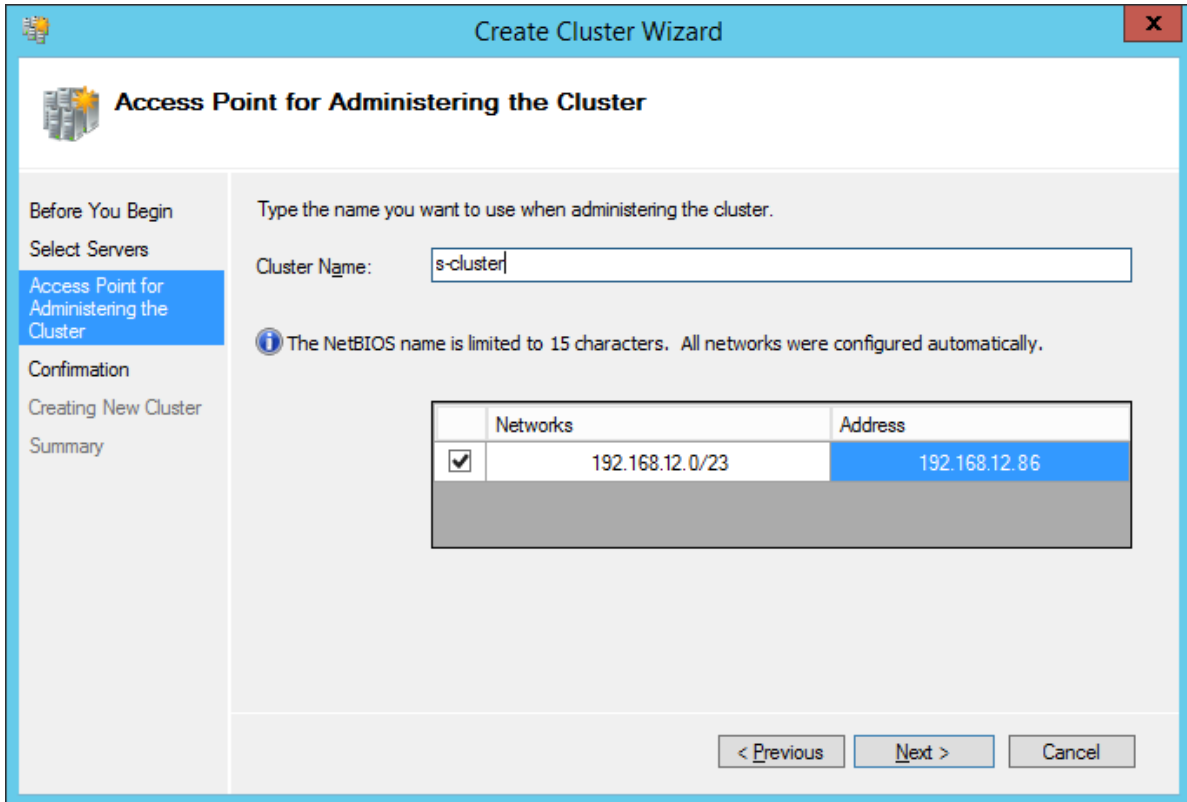 Create Cluster Wizard
x
Access Point for Administering the Cluster
Before You Begin
Select Servers
Access Point for
Administering the
Cluster
Confirmation
Creating New Cluster
Summary
Type the name you want to use when administering the cluster.
Cluster Name:
s-cluster
The NetBIOS name is limited to 15 characters.  All networks were configured automatically.
Networks Address
192.168.12.0/23 192.168.12.86
< Previous Next > Cancel